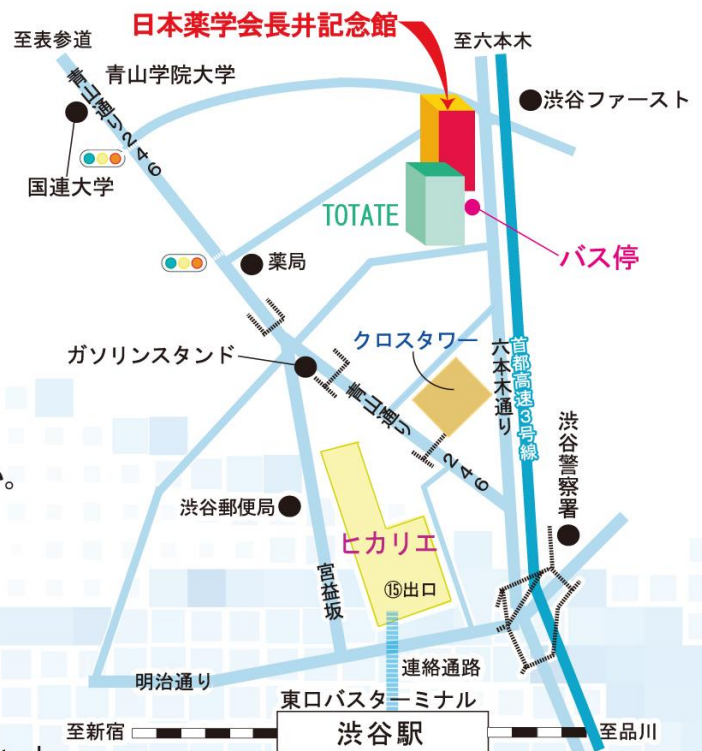 日本薬学会長井記念館
至表参道
至六本木
青山学院大学
青山通り246
渋谷ファースト
国連大学
TOTATE
バス停
薬局
クロスタワー
ガソリンスタンド
六本木通り
首都高速3号線
青山通り
246
渋谷警察署
い。
渋谷郵便局
ヒカリエ
宮益坂
⑮出口
連絡通路
明治通り
東口バスターミナル
至新宿
渋谷駅
至品川